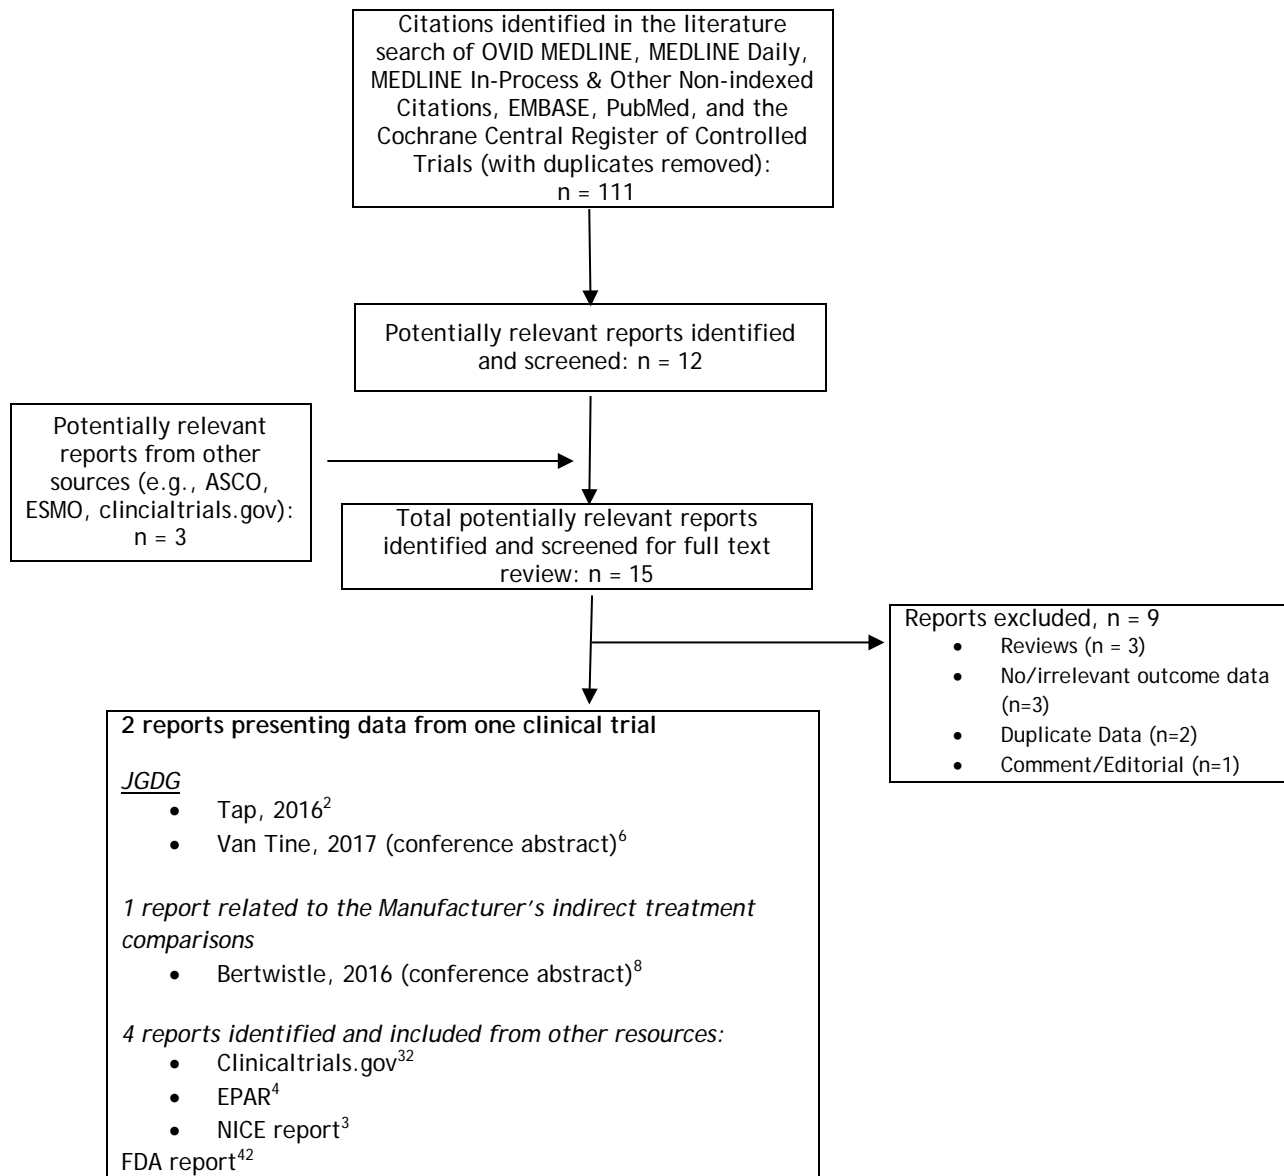 Citations identified in the literature
search of OVID MEDLINE, MEDLINE Daily,
MEDLINE In-Process & Other Non-indexed
Citations, EMBASE, PubMed, and the
Cochrane Central Register of Controlled
Trials (with duplicates removed):
n = 111
Potentially relevant reports identified
and screened: n = 12
Potentially relevant
reports from other
sources (e.g., ASCO,
ESMO, clincialtrials.gov):
n = 3
Total potentially relevant reports
identified and screened for full text
review: n = 15
Reports excluded, n = 9
• Reviews (n = 3)
• No/irrelevant outcome data
(n=3)
• Duplicate Data (n=2)
• Comment/Editorial (n=1)
2 reports presenting data from one clinical trial
JGDG
• Tap, 2016²
• Van Tine, 2017 (conference abstract)⁶
1 report related to the Manufacturer’s indirect treatment
comparisons
• Bertwistle, 2016 (conference abstract)⁸
4 reports identified and included from other resources:
• Clinicaltrials.gov³²
• EPAR⁴
• NICE report³
FDA report⁴²